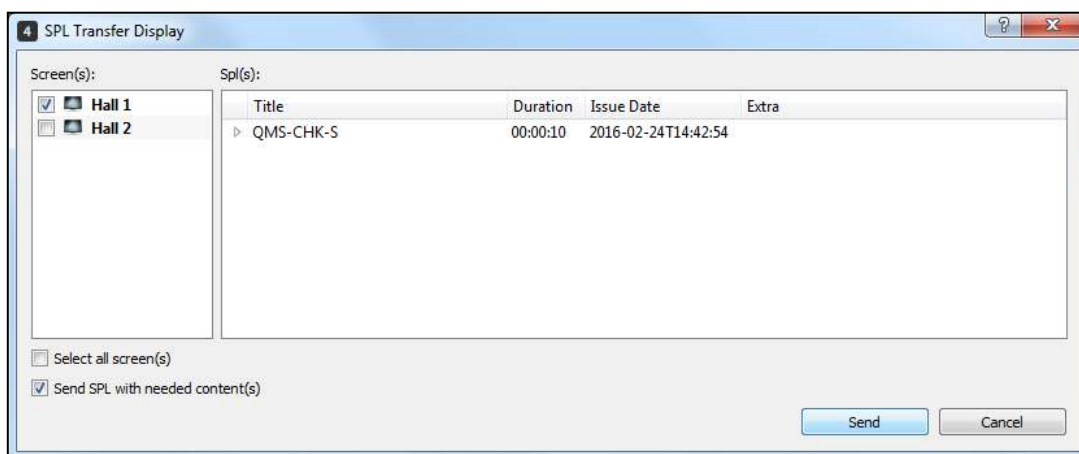 4 SPL Transfer Display ? X
Screen(s): Spl(s):
Hall 1 Title Duration Issue Date Extra
Hall 2 QMS-CHK-S 00:00:10 2016-02-24T14:42:54
Select all screen(s)
Send SPL with needed content(s)
Send Cancel